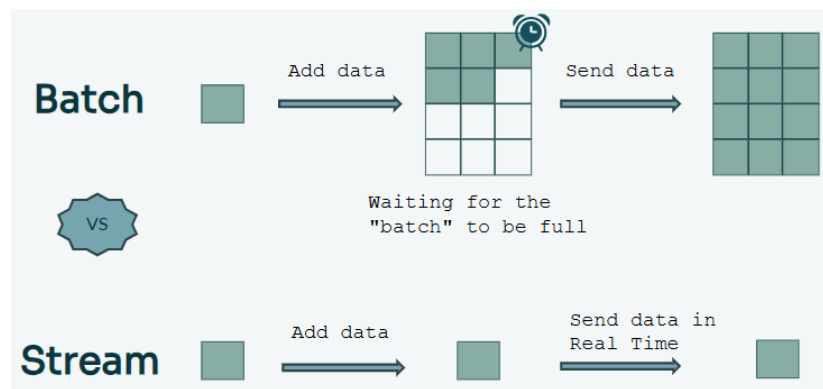 Batch
Add data
Send data
Waiting for the
"batch" to be full
VS
Stream
Add data
Send data in
Real Time